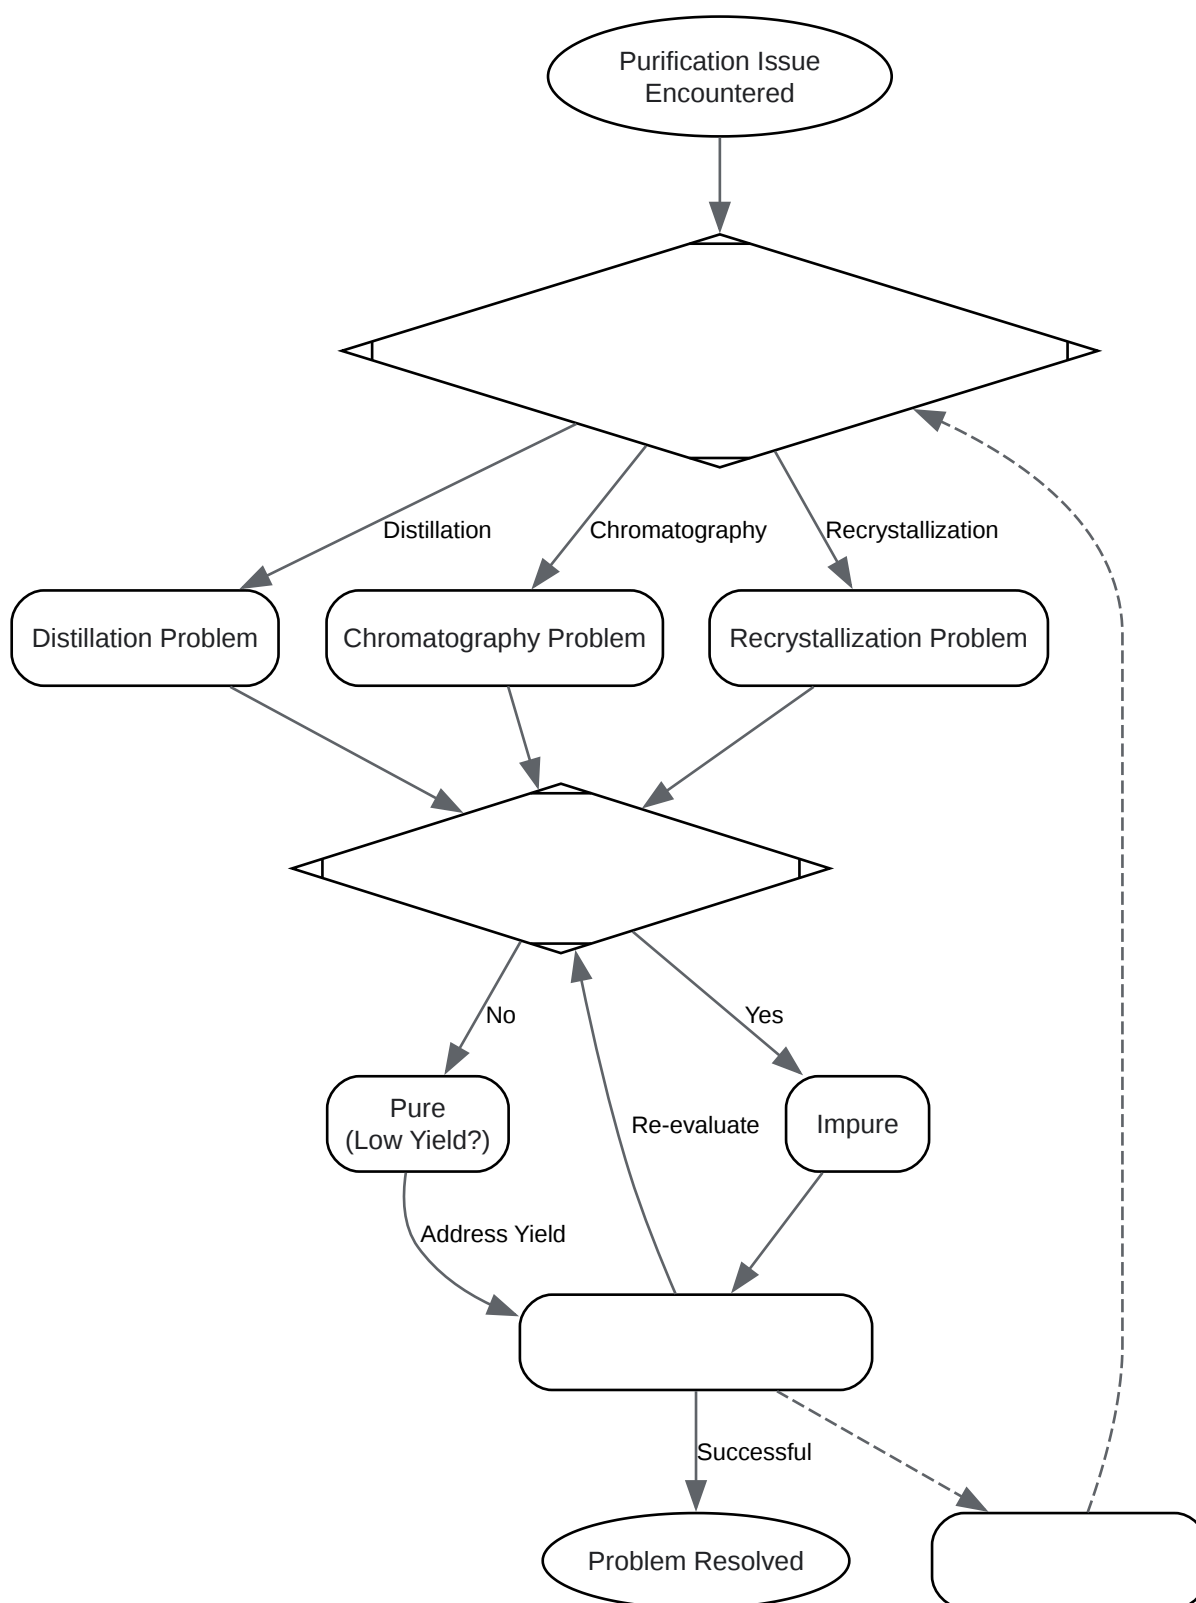 Purification Issue
Encountered
Distillation
Chromatography
Recrystallization
Distillation Problem
Chromatography Problem
Recrystallization Problem
No
Yes
Pure
(Low Yield?)
Re-evaluate
Impure
Address Yield
Successful
Problem Resolved